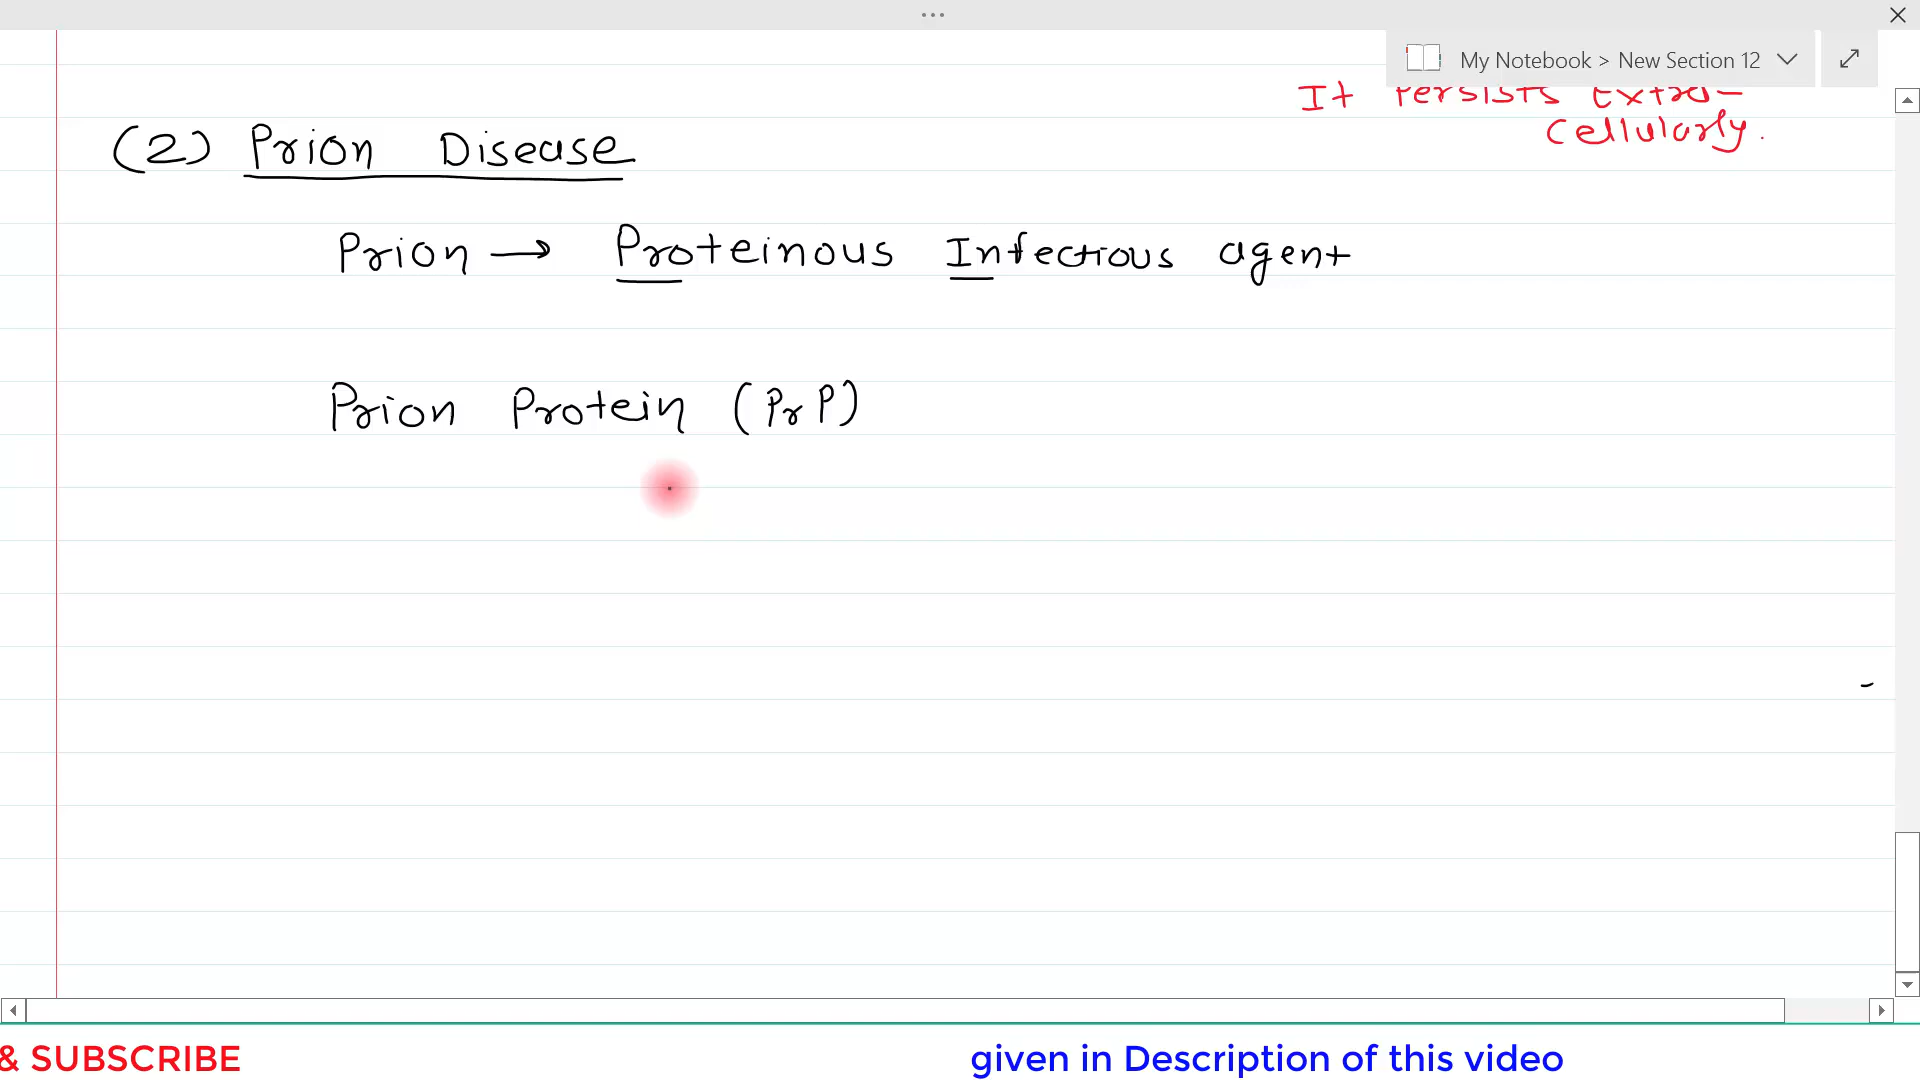 My Notebook > New Section 12
It Persists Extra-
Cellularly.
(2) Prion Disease
Prion → Proteinous Infectious agent
Prion Protein (PrP)
& SUBSCRIBE
given in Description of this video